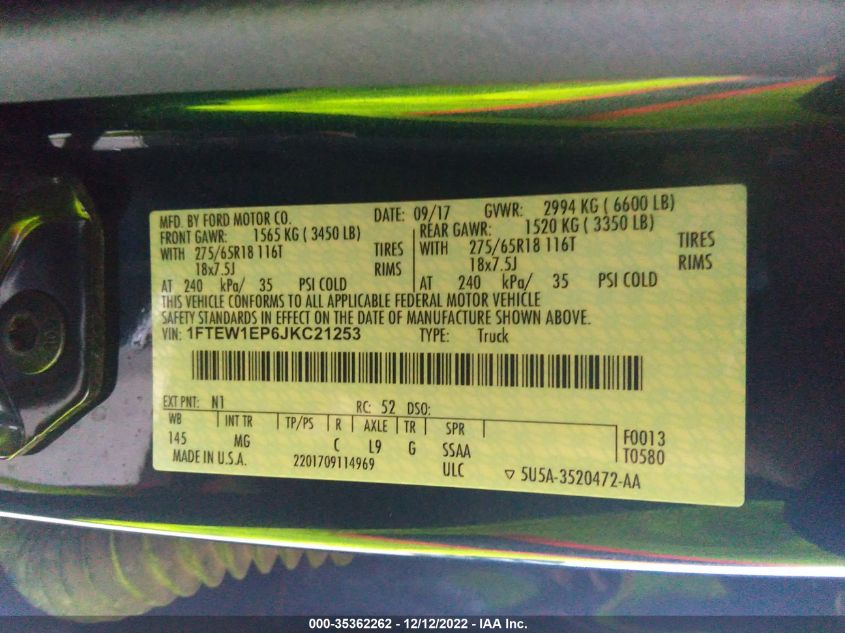 MFD. BY FORD MOTOR CO. DATE: 09/17 GVWR: 2994 KG ( 6600 LB)
FRONT GAWR: 1565 KG ( 3450 LB) REAR GAWR: 1520 KG ( 3350 LB)
WITH 275/65R18 116T TIRES WITH 275/65R18 116T TIRES
18x7.5J RIMS 18x7.5J RIMS
AT 240 kPa/ 35 PSI COLD AT 240 kPa/ 35 PSI COLD
THIS VEHICLE CONFORMS TO ALL APPLICABLE FEDERAL MOTOR VEHICLE
SAFETY STANDARDS IN EFFECT ON THE DATE OF MANUFACTURE SHOWN ABOVE.
VIN: 1FTEW1EP6JKC21253 TYPE: Truck
EXT PNT: N1 RC: 52 DSO:
WB INT TR TP/PS R AXLE TR SPR F0013
145 MG C L9 G SSAA T0580
MADE IN U.S.A. 2201709114969 ULC ▽ 5U5A-3520472-AA
000-35362262 - 12/12/2022 - IAA Inc.